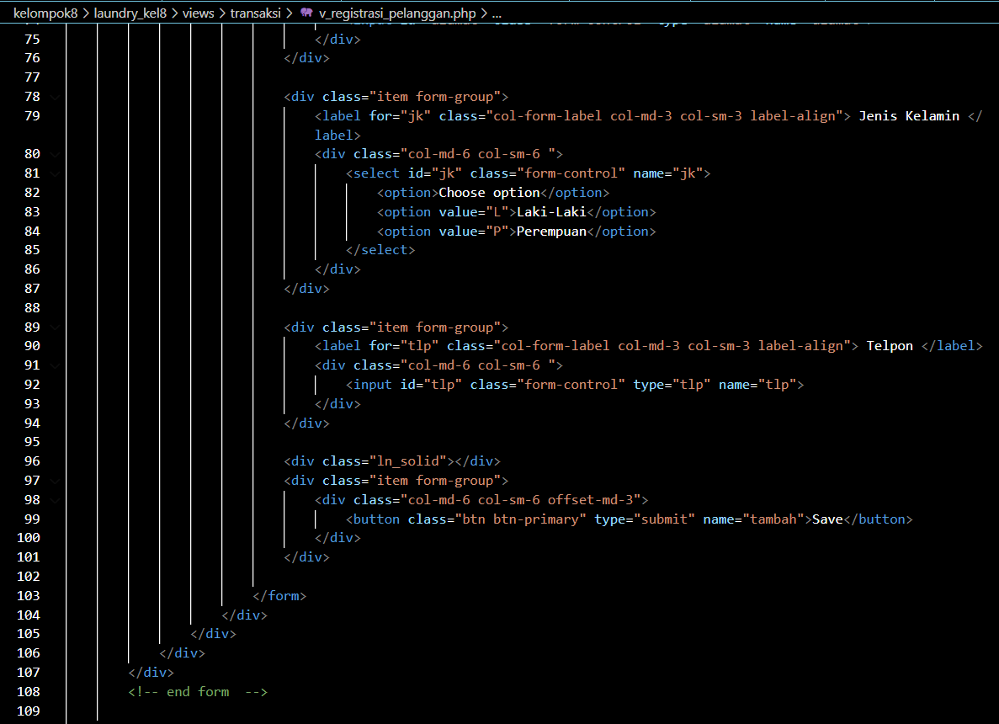 kelompok8 > laundry_kel8 > views > transaksi > v_registrasi_pelanggan.php > ...
75 </div>
76 </div>
77
78 <div class="item form-group">
79 <label for="jk" class="col-form-label col-md-3 col-sm-3 label-align"> Jenis Kelamin </
label>
80 <div class="col-md-6 col-sm-6 ">
81 <select id="jk" class="form-control" name="jk">
82 <option>Choose option</option>
83 <option value="L">Laki-Laki</option>
84 <option value="P">Perempuan</option>
85 </select>
86 </div>
87 </div>
88
89 <div class="item form-group">
90 <label for="tlp" class="col-form-label col-md-3 col-sm-3 label-align"> Telpon </label>
91 <div class="col-md-6 col-sm-6 ">
92 <input id="tlp" class="form-control" type="tlp" name="tlp">
93 </div>
94 </div>
95
96 <div class="ln_solid"></div>
97 <div class="item form-group">
98 <div class="col-md-6 col-sm-6 offset-md-3">
99 <button class="btn btn-primary" type="submit" name="tambah">Save</button>
100 </div>
101 </div>
102
103 </form>
104 </div>
105 </div>
106 </div>
107 </div>
108 <!-- end form  -->
109